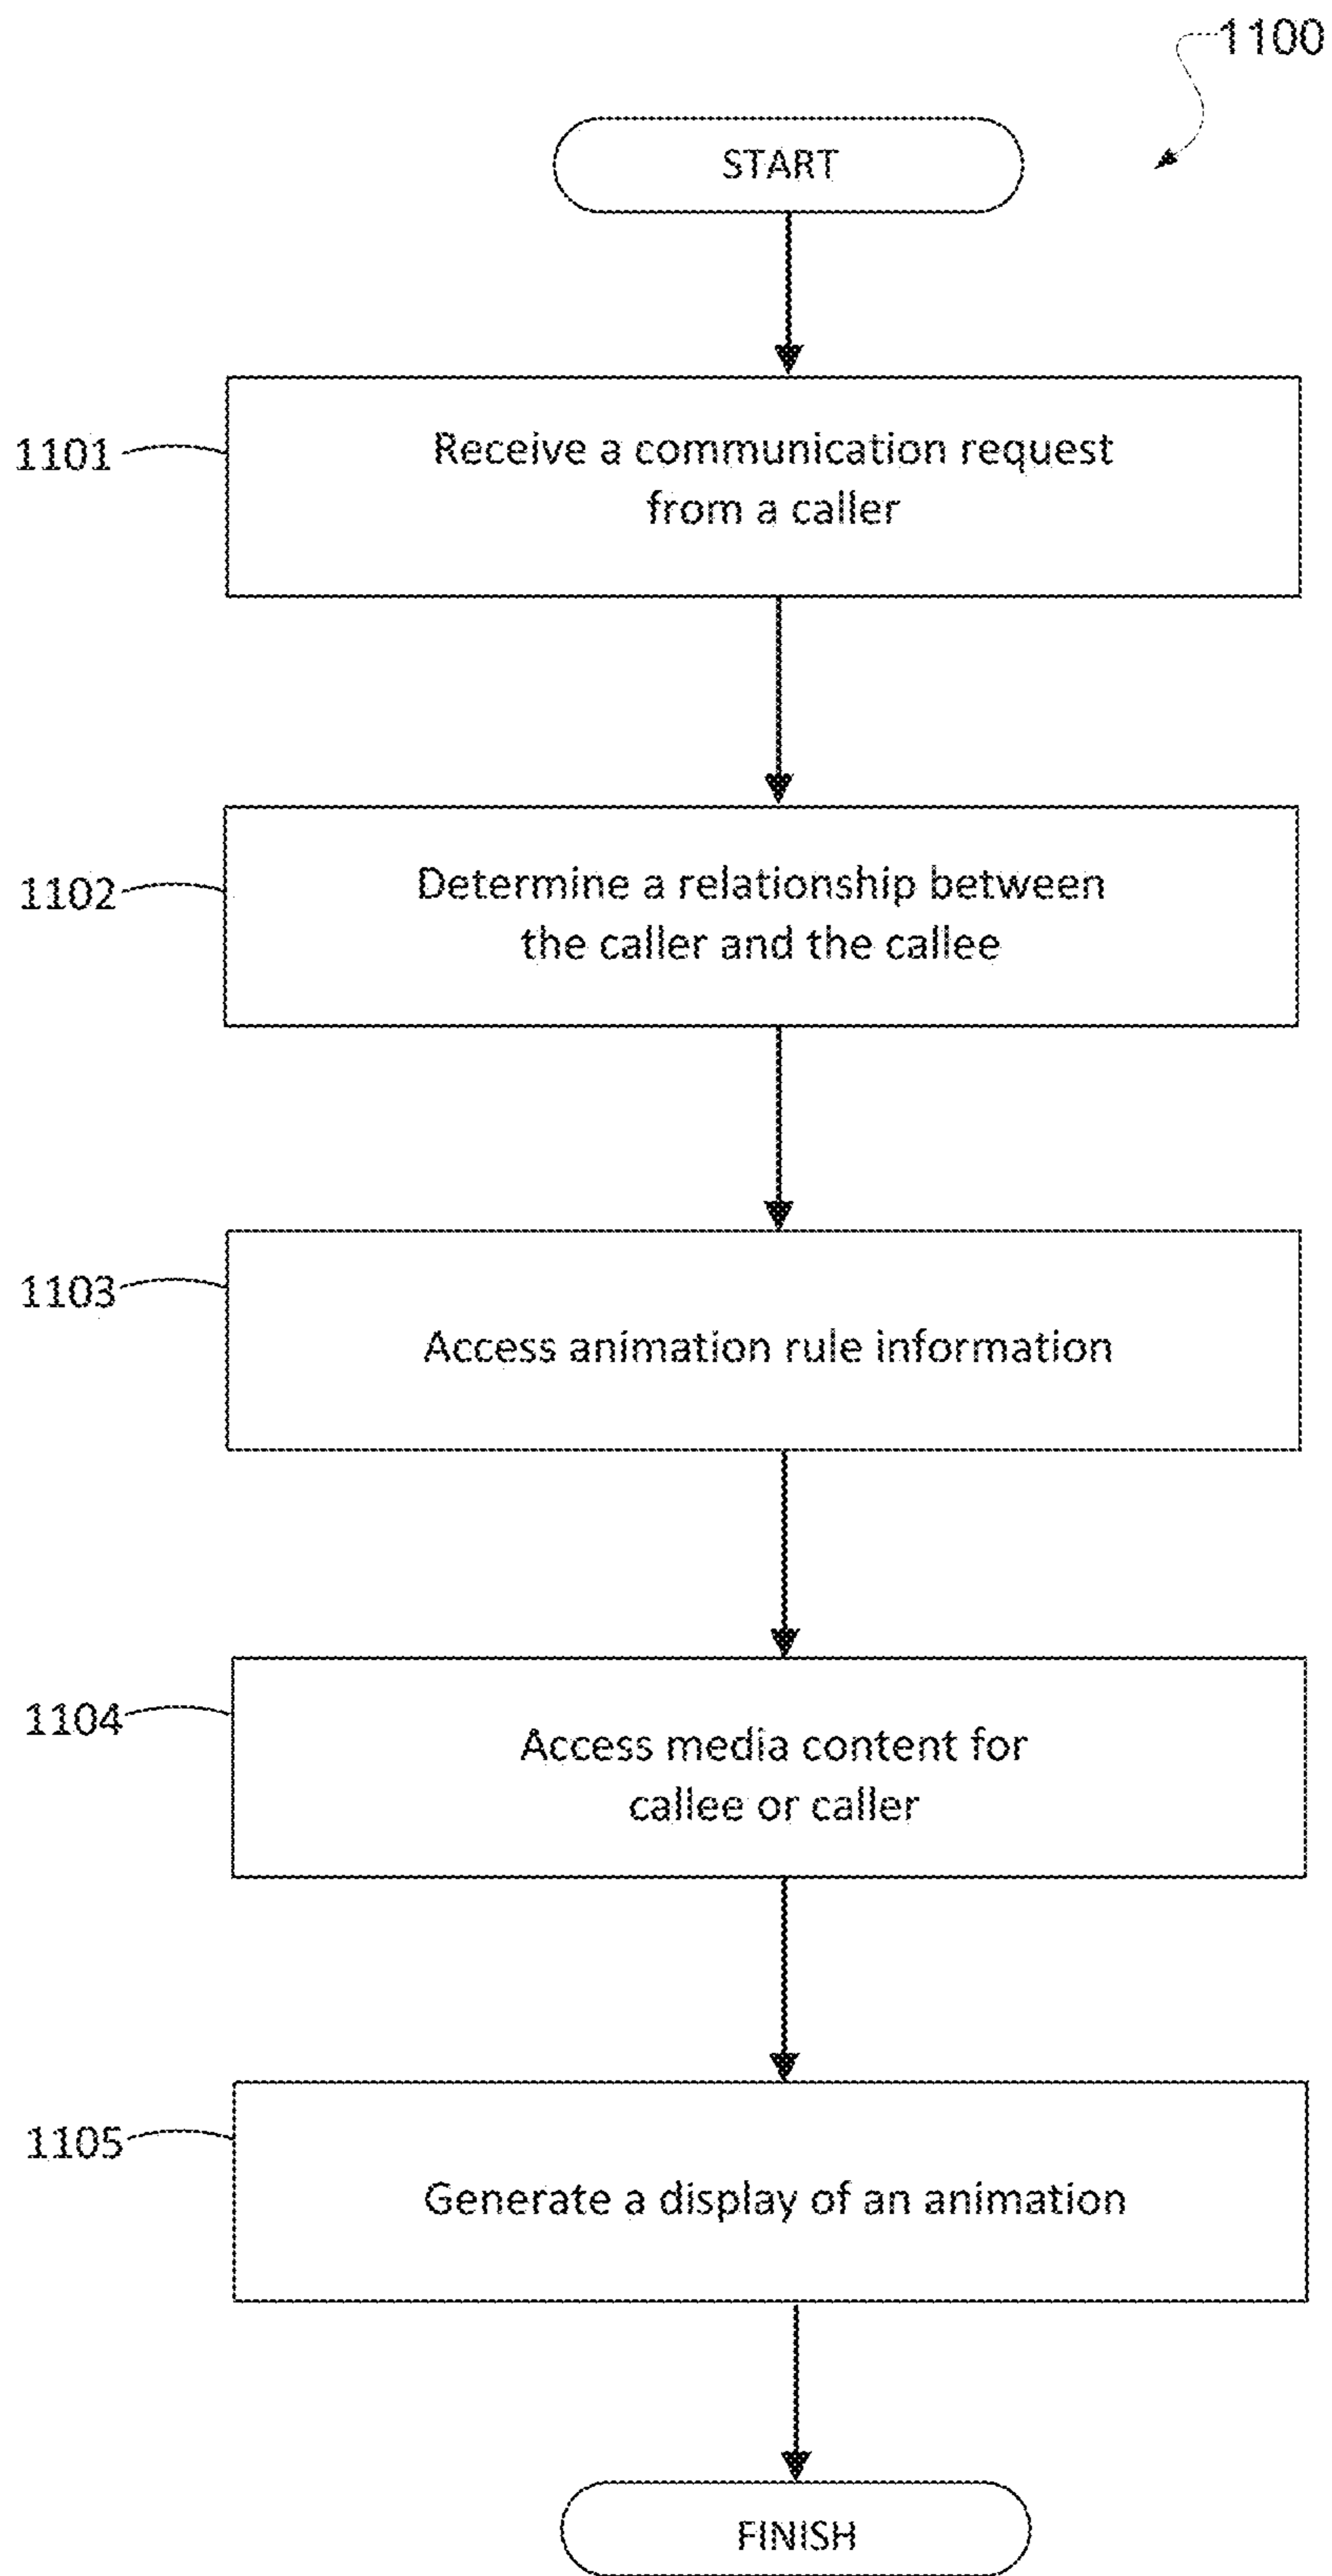 1100
START
1101
Receive a communication request
from a caller
1102
Determine a relationship between
the caller and the callee
1103
Access animation rule information
1104
Access media content for
callee or caller
1105
Generate a display of an animation
FINISH